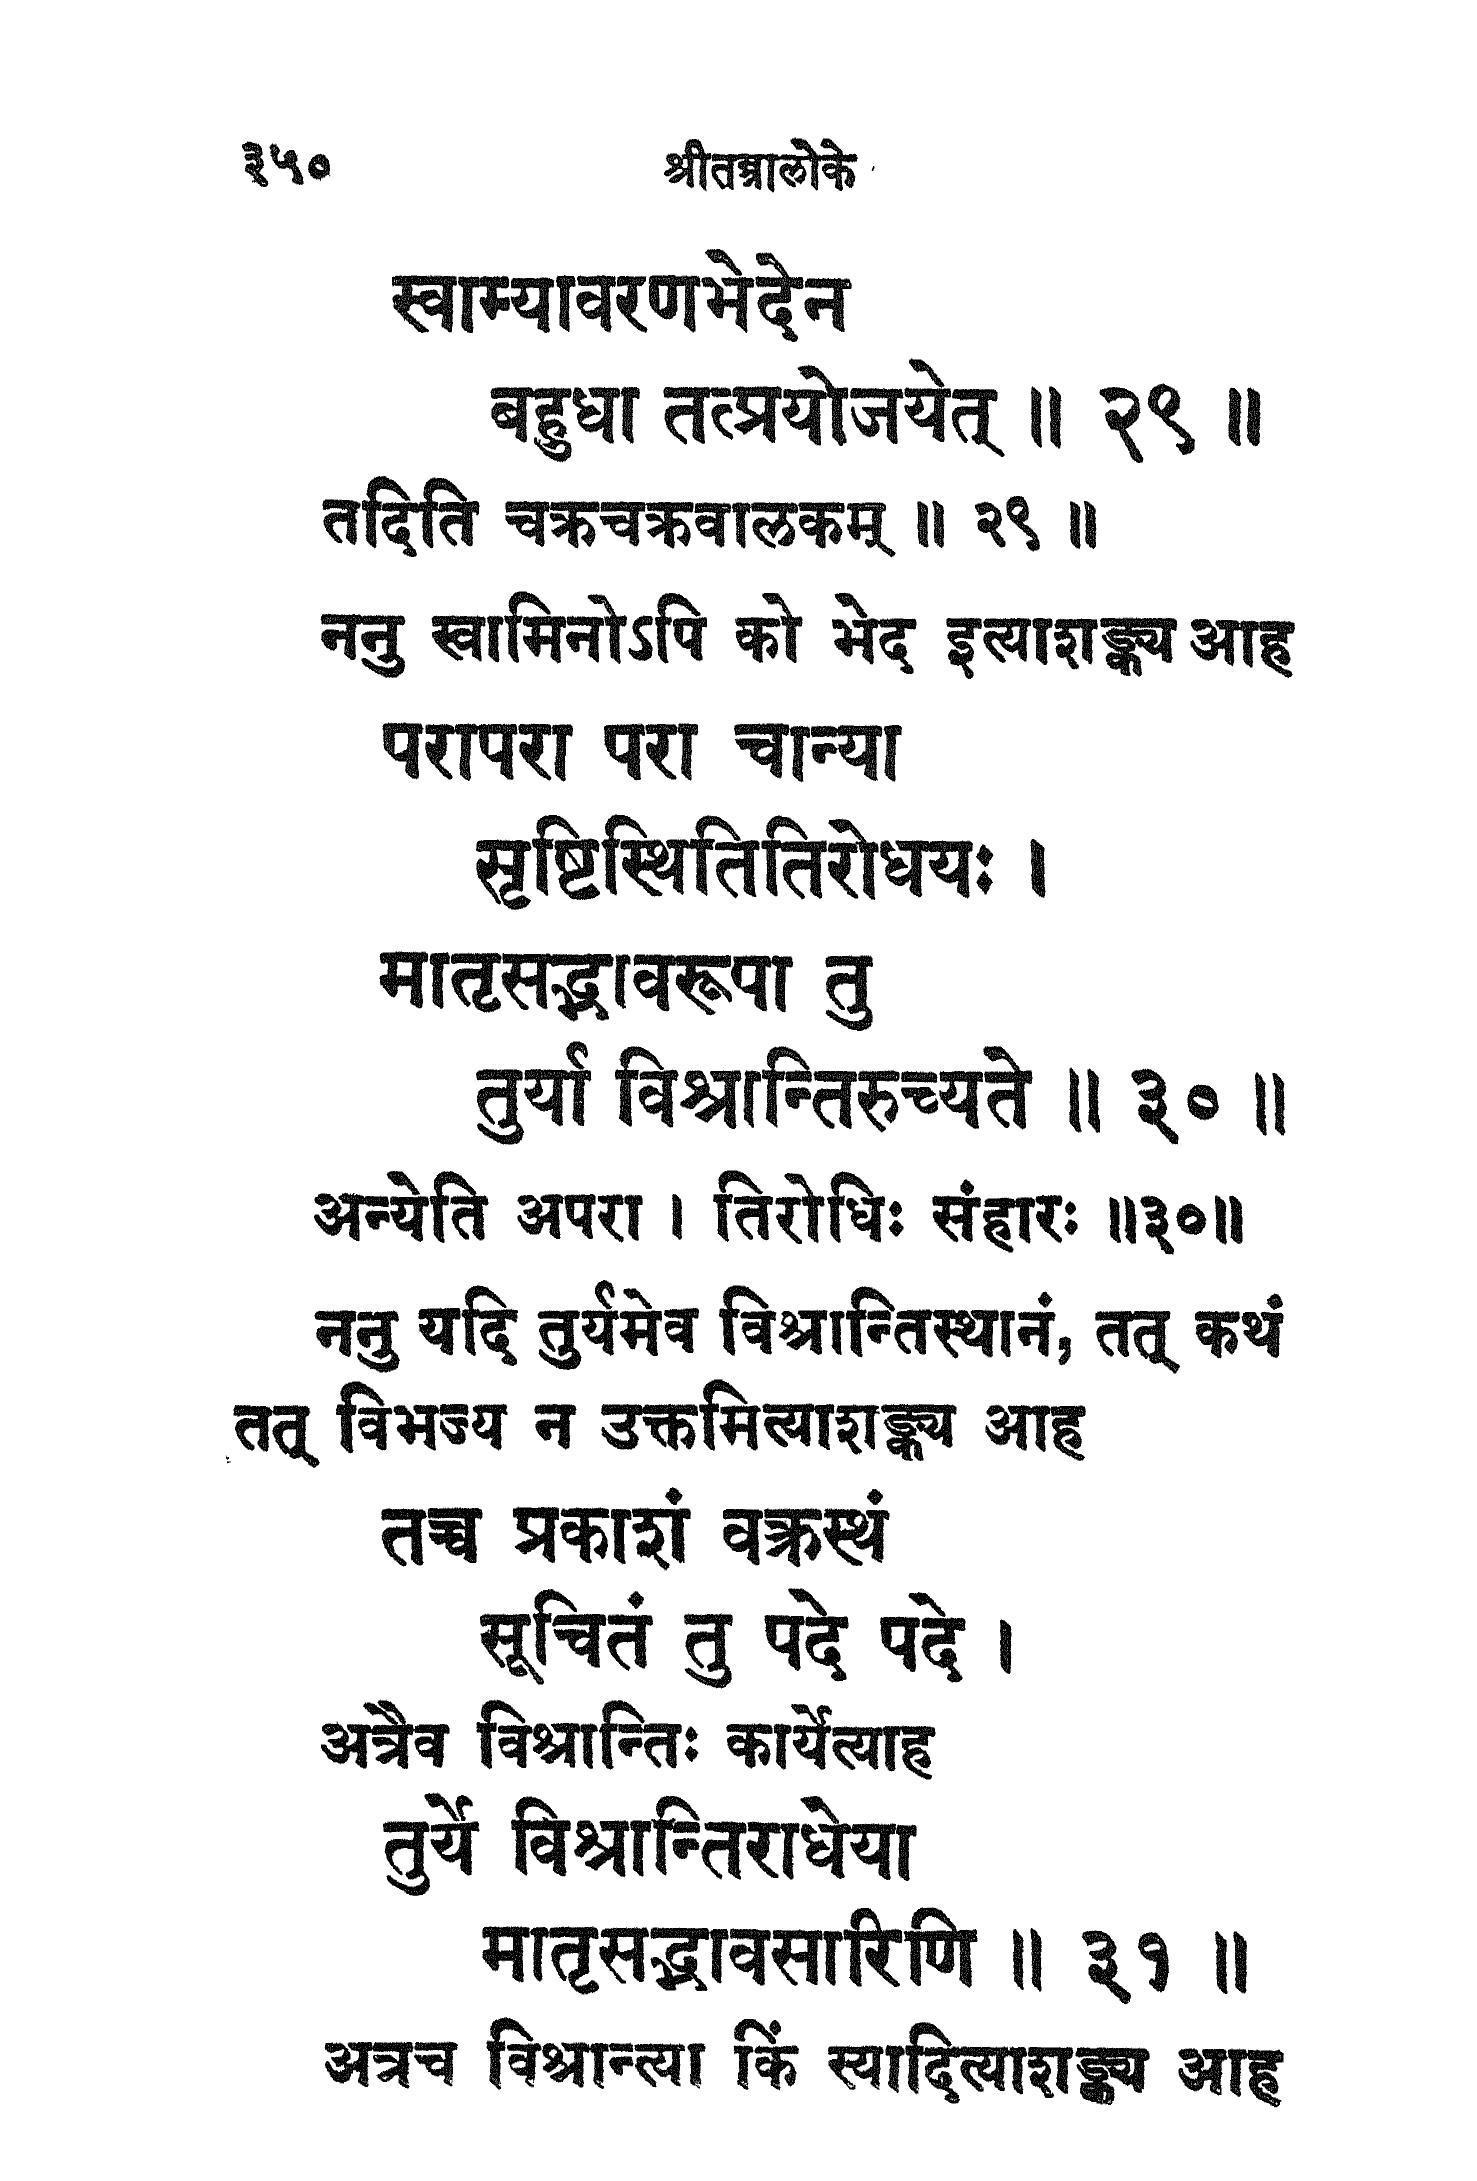 ३५० श्रीतन्त्रालोके
स्वाम्यावरणभेदेन
बहुधा तत्प्रयोजयेत् ॥ २९ ॥
तदिति चक्रचक्रवालकम् ॥ २९ ॥
ननु स्वामिनोऽपि को भेद इत्याशङ्क्य आह
परापरा परा चान्या
सृष्टिस्थितितिरोधयः ।
मातृसद्भावरूपा तु
तुर्या विश्रान्तिरुच्यते ॥ ३० ॥
अन्येति अपरा । तिरोधिः संहारः ॥३०॥
ननु यदि तुर्यमेव विश्रान्तिस्थानं, तत् कथं
तत् विभज्य न उक्तमित्याशङ्क्य आह
तच्च प्रकाशं वक्रस्थं
सूचितं तु पदे पदे ।
अत्रैव विश्रान्तिः कार्येत्याह
तुर्ये विश्रान्तिराधेया
मातृसद्भावसारिणि ॥ ३१ ॥
अत्रच विश्रान्त्या किं स्यादित्याशङ्क्य आह